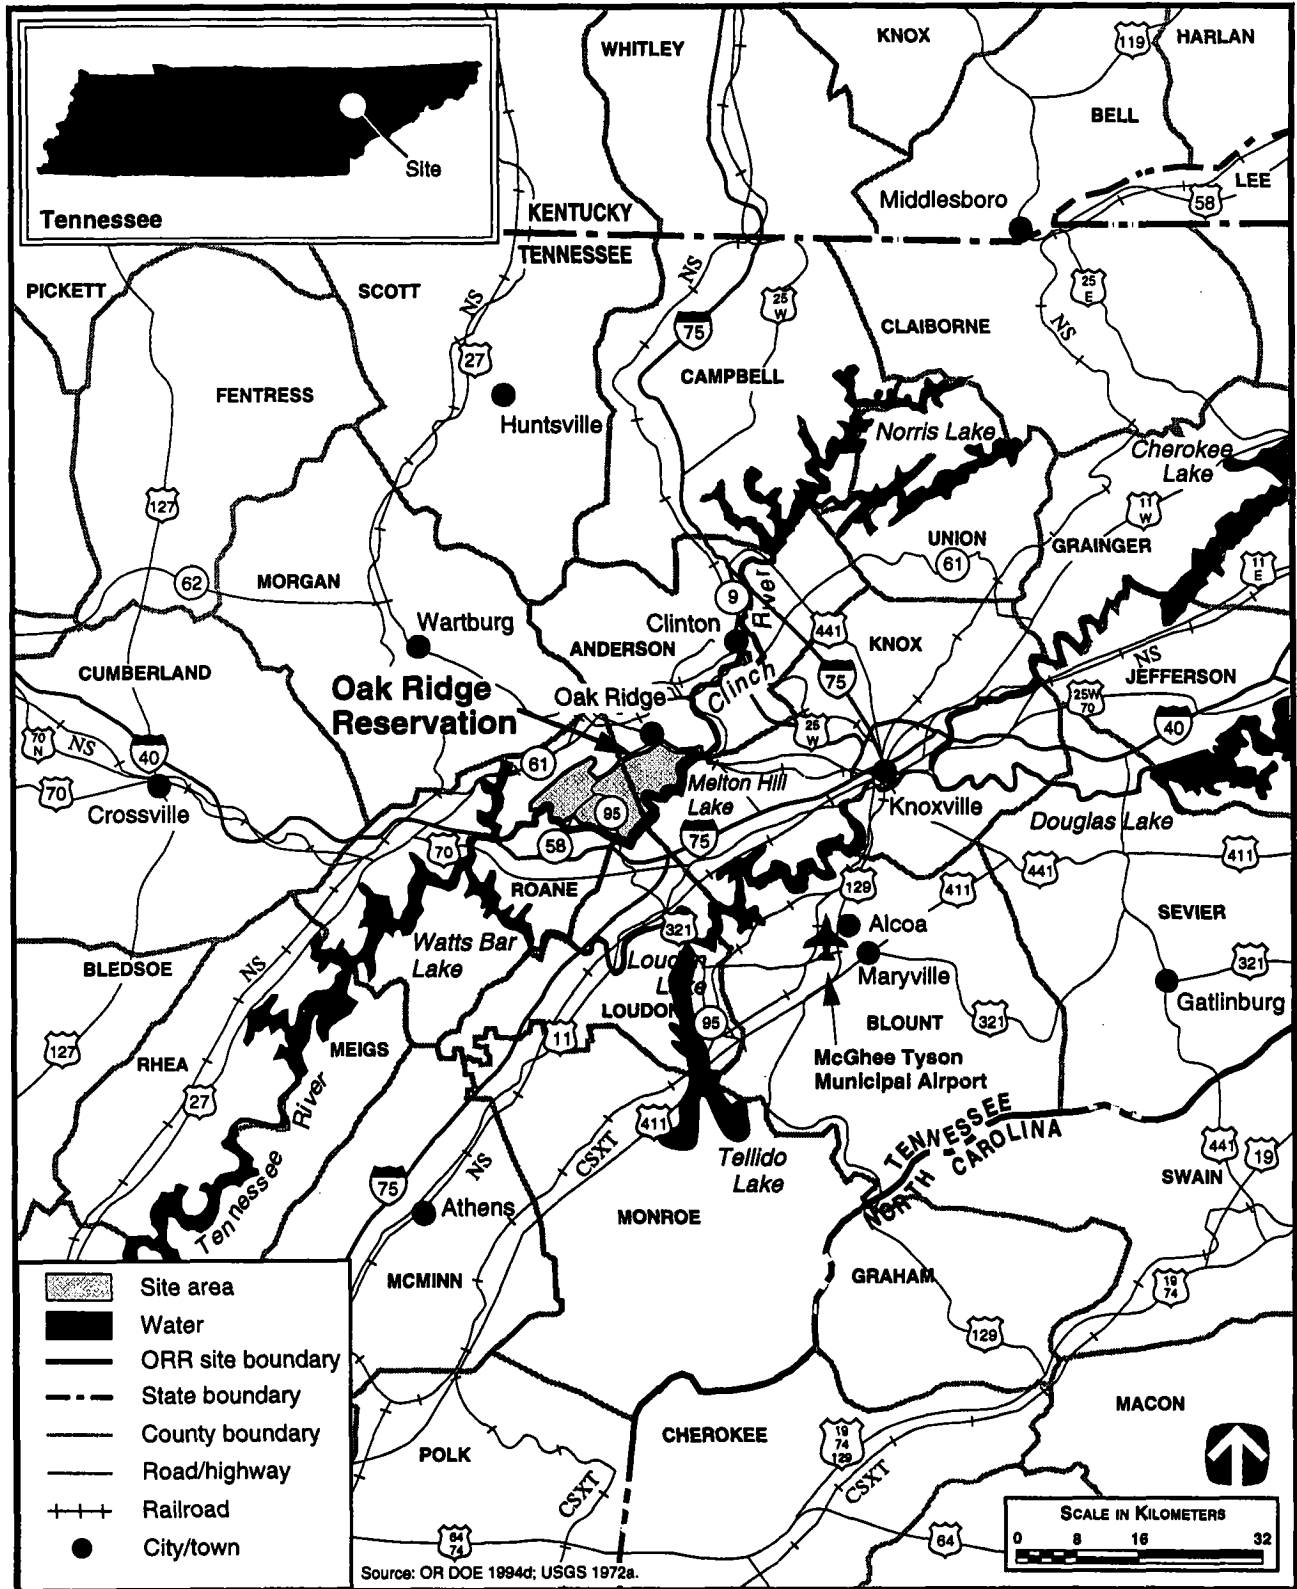 WHITLEY
KNOX
119
HARLAN
BELL
LEE
58
Middlesboro
Site
Tennessee
KENTUCKY
TENNESSEE
PICKETT
SCOTT
NS
NS
25
W
25
E
NS
75
27
CLAIBORNE
CAMPBELL
FENTRESS
Huntsville
Norris Lake
Cherokee
Lake
127
11
W
UNION
61
GRAINGER
11
E
62
MORGAN
9
River
Wartburg
Clinton
441
KNOX
ANDERSON
NS
CUMBERLAND
Clinch
75
JEFFERSON
Oak Ridge
Reservation
Oak Ridge
25W
70
40
70
N
NS
40
25
W
61
70
Crossville
95
Melton Hill
Lake
Knoxville
Douglas Lake
58
75
70
441
411
ROANE
129
411
SEVIER
321
Alcoa
Watts Bar
Lake
Loudon
Lake
Maryville
321
BLEDSOE
NS
Gatlinburg
LOUDON
95
BLOUNT
321
11
127
RHEA
MEIGS
McGhee Tyson
Municipal Airport
27
River
411
TENNESSEE
NORTH CAROLINA
441
19
CSXT
NS
Tellido
Lake
SWAIN
75
Tennessee
Athens
MONROE
MCMINN
GRAHAM
19
74
129
Site area
Water
ORR site boundary
State boundary
County boundary
Road/highway
Railroad
City/town
MACON
CHEROKEE
19
74
129
POLK
CSXT
CSXT
64
74
64
SCALE IN KILOMETERS
0 8 16 32
Source: OR DOE 1994d; USGS 1972a.